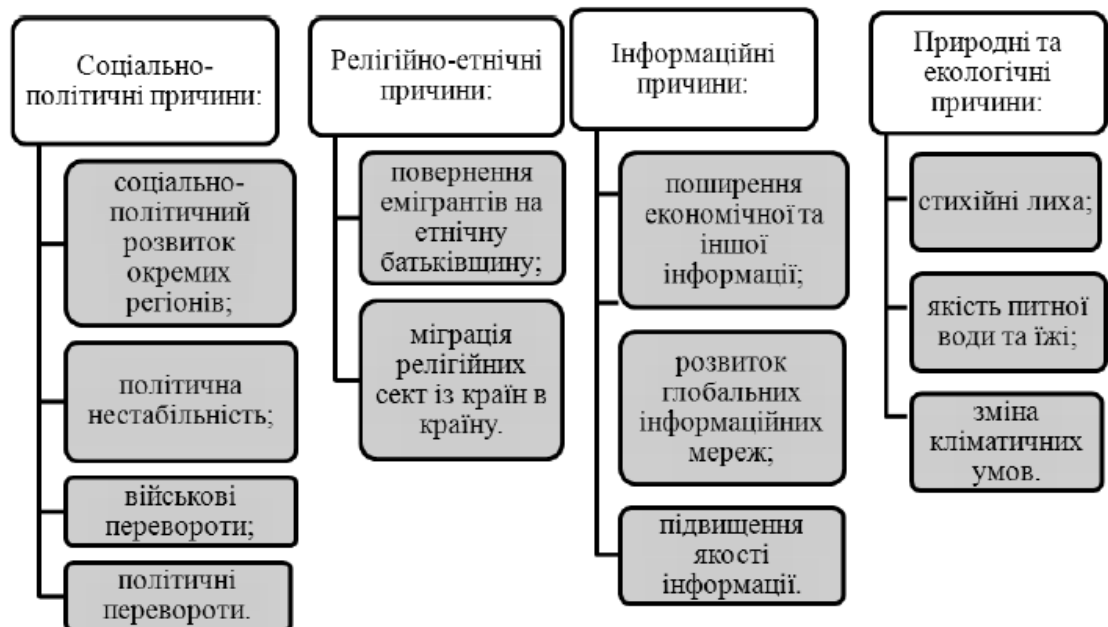 Соціально-
політичні причини:
соціально-
політичний
розвиток
окремих
регіонів;
політична
нестабільність;
військові
перевороти;
політичні
перевороти.
Релігійно-етнічні
причини:
повернення
емігрантів на
етнічну
батьківщину;
міграція
релігійних
сект із країн в
країну.
Інформаційні
причини:
поширення
економічної та
іншої
інформації;
розвиток
глобальних
інформаційних
мереж;
підвищення
якості
інформації.
Природні та
екологічні
причини:
стихійні лиха;
якість питної
води та їжі;
зміна
кліматичних
умов.